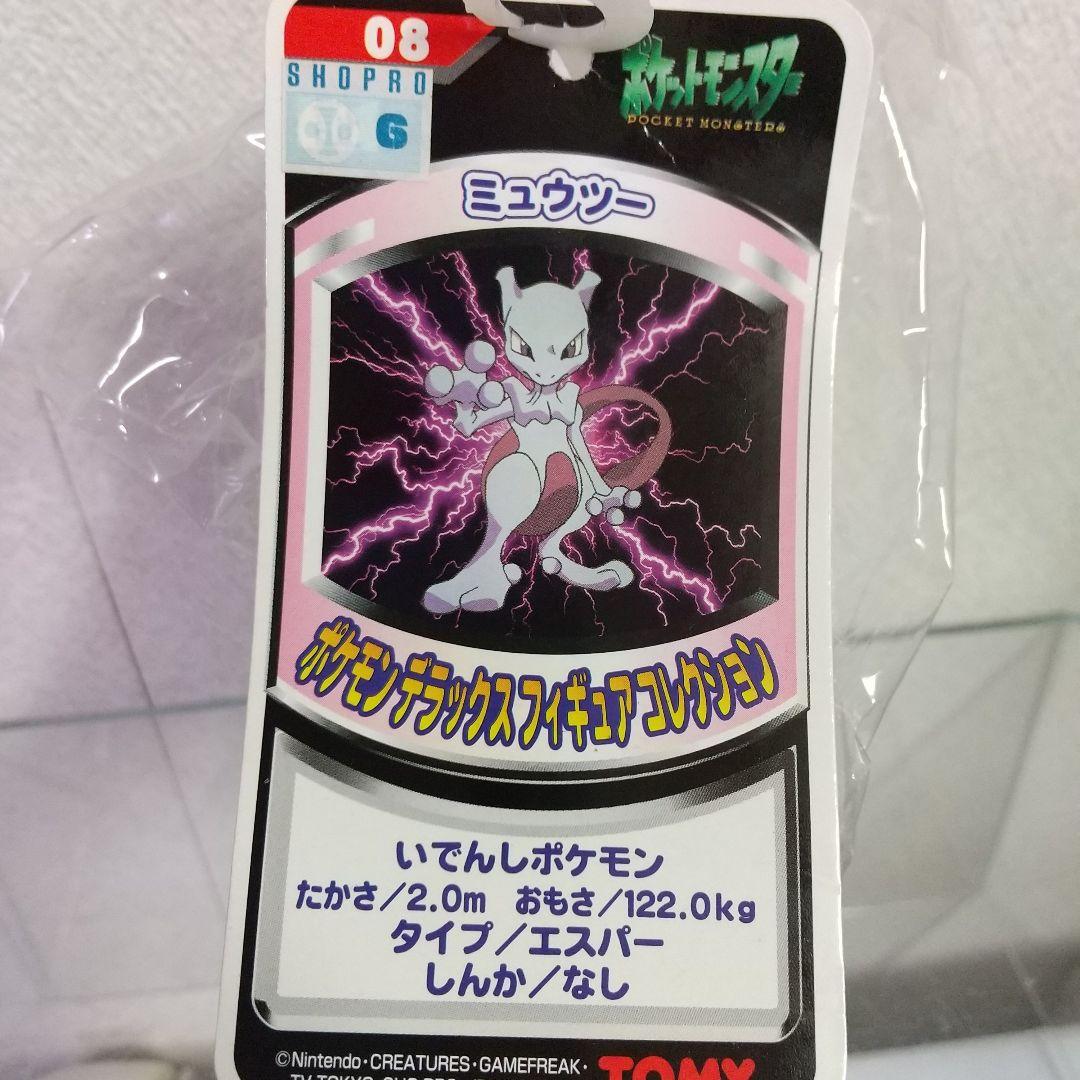 08
SHOPRO
G
ポケットモンスター
POCKET MONSTERS
ミュウツー
ポケモン デラックス フィギュア コレクション
いでんしポケモン
たかさ/2.0m おもさ/122.0kg
タイプ/エスパー
しんか/なし
©Nintendo・CREATURES・GAMEFREAK・
TOMY